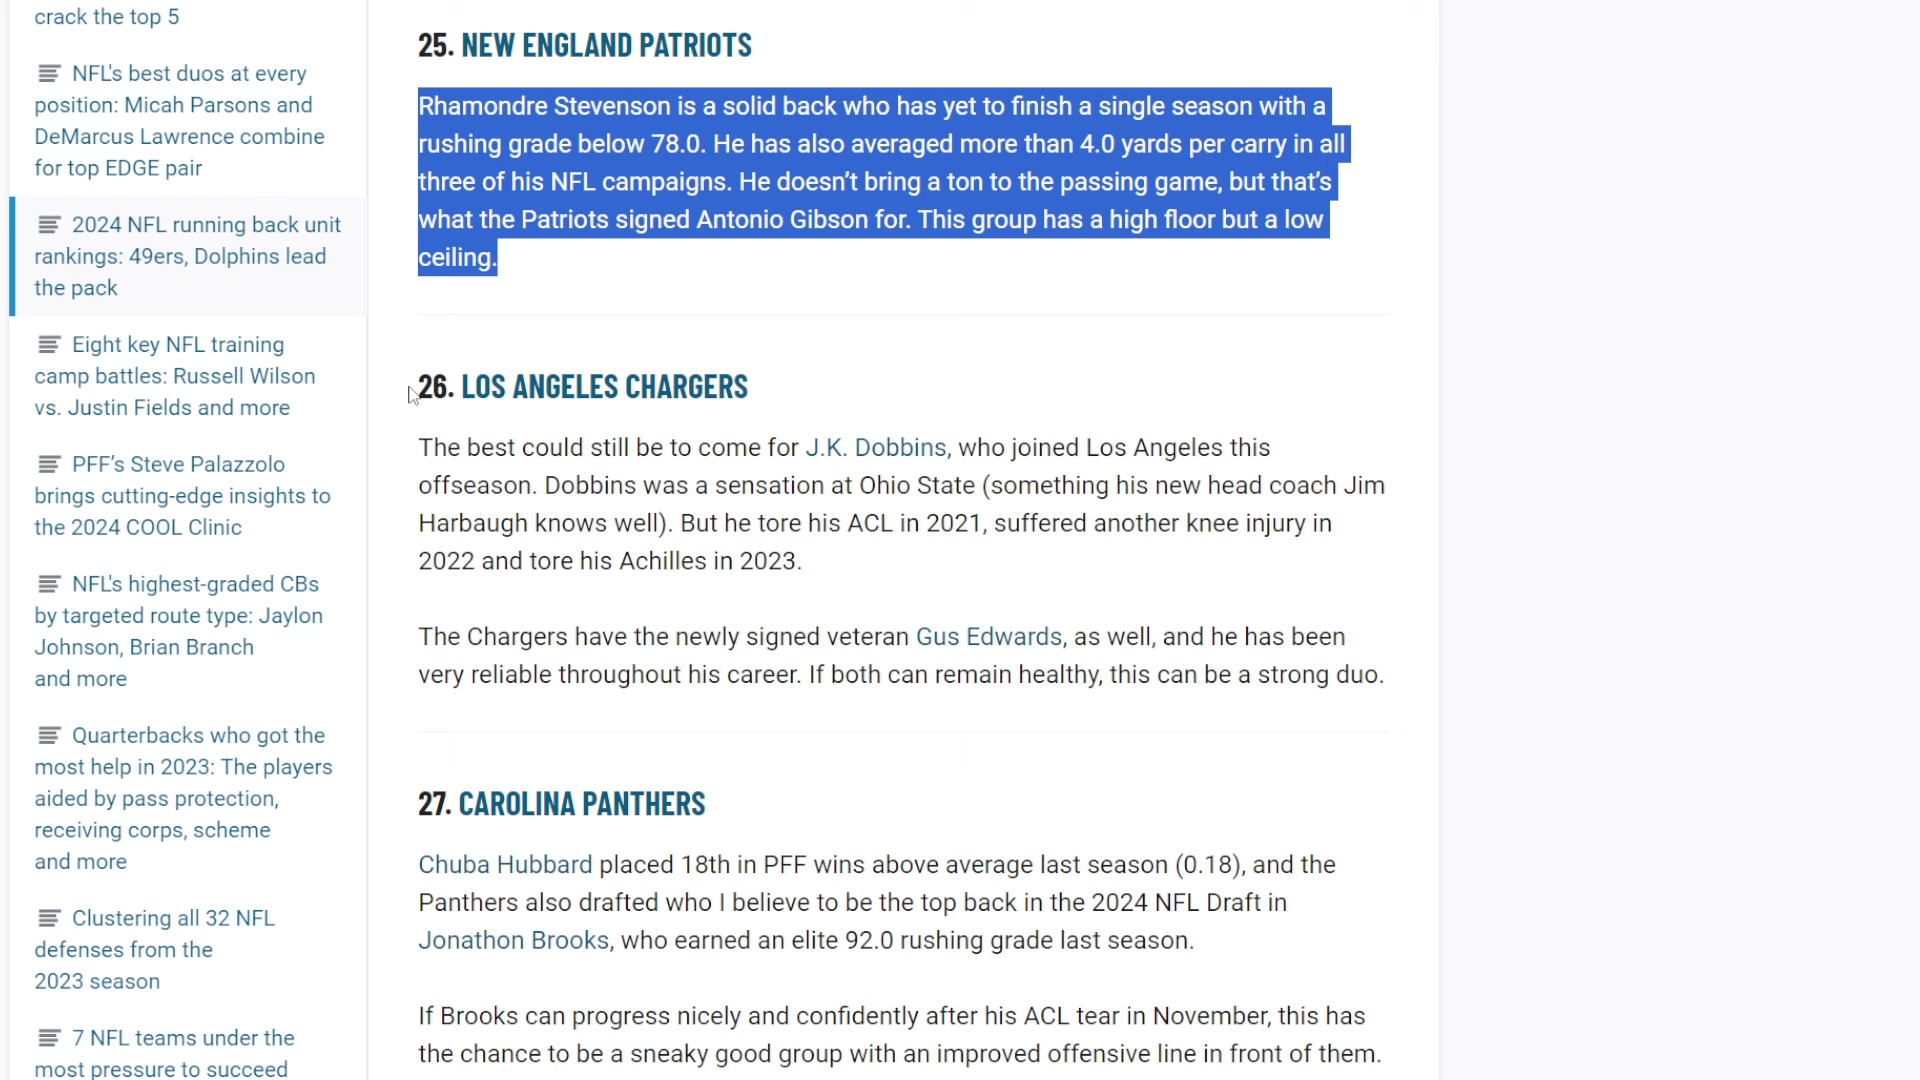 crack the top 5
NFL's best duos at every
position: Micah Parsons and
DeMarcus Lawrence combine
for top EDGE pair
2024 NFL running back unit
rankings: 49ers, Dolphins lead
the pack
Eight key NFL training
camp battles: Russell Wilson
vs. Justin Fields and more
PFF’s Steve Palazzolo
brings cutting-edge insights to
the 2024 COOL Clinic
NFL's highest-graded CBs
by targeted route type: Jaylon
Johnson, Brian Branch
and more
Quarterbacks who got the
most help in 2023: The players
aided by pass protection,
receiving corps, scheme
and more
Clustering all 32 NFL
defenses from the
2023 season
7 NFL teams under the
most pressure to succeed
25. NEW ENGLAND PATRIOTS
Rhamondre Stevenson is a solid back who has yet to finish a single season with a
rushing grade below 78.0. He has also averaged more than 4.0 yards per carry in all
three of his NFL campaigns. He doesn’t bring a ton to the passing game, but that’s
what the Patriots signed Antonio Gibson for. This group has a high floor but a low
ceiling.
26. LOS ANGELES CHARGERS
The best could still be to come for J.K. Dobbins, who joined Los Angeles this
offseason. Dobbins was a sensation at Ohio State (something his new head coach Jim
Harbaugh knows well). But he tore his ACL in 2021, suffered another knee injury in
2022 and tore his Achilles in 2023.
The Chargers have the newly signed veteran Gus Edwards, as well, and he has been
very reliable throughout his career. If both can remain healthy, this can be a strong duo.
27. CAROLINA PANTHERS
Chuba Hubbard placed 18th in PFF wins above average last season (0.18), and the
Panthers also drafted who I believe to be the top back in the 2024 NFL Draft in
Jonathon Brooks, who earned an elite 92.0 rushing grade last season.
If Brooks can progress nicely and confidently after his ACL tear in November, this has
the chance to be a sneaky good group with an improved offensive line in front of them.